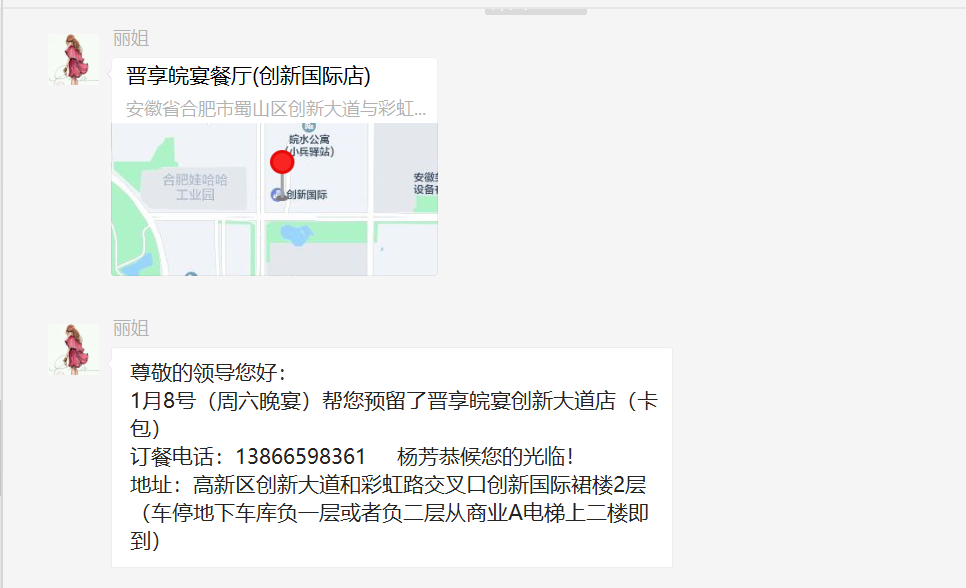 丽姐
晋享皖宴餐厅(创新国际店)
安徽省合肥市蜀山区创新大道与彩虹...
皖水公寓
(小兵驿站)
合肥娃哈哈
工业园
创新国际
安徽
设备
丽姐
尊敬的领导您好：
1月8号（周六晚宴）帮您预留了晋享皖宴创新大道店（卡
包）
订餐电话：13866598361 杨芳恭候您的光临！
地址：高新区创新大道和彩虹路交叉口创新国际裙楼2层
（车停地下车库负一层或者负二层从商业A电梯上二楼即
到）